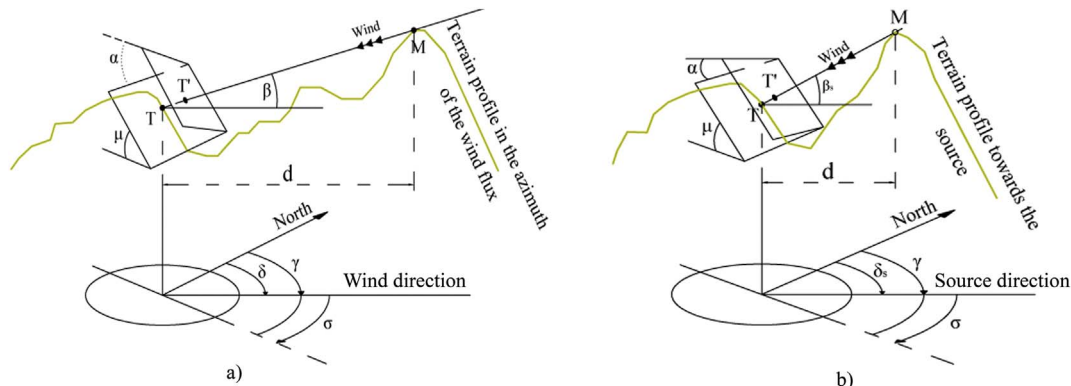 Wind
M
α
T'
β
T
μ
d
Terrain profile in the azimuth
of the wind flux
North
δ
γ
Wind direction
σ
a)
Wind
M
α
T'
βs
T
μ
d
Terrain profile towards the
source
North
δs
γ
Source direction
σ
b)